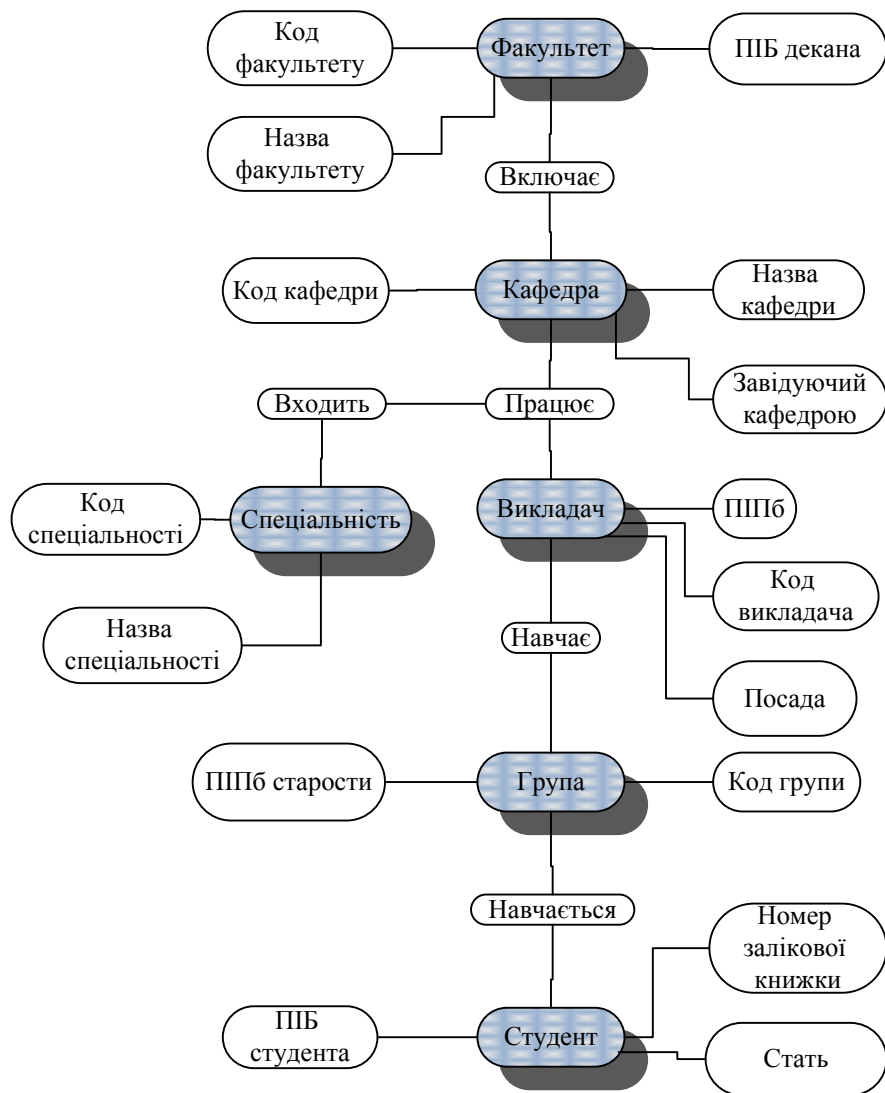 Код
факультету
Факультет
ПІБ декана
Назва
факультету
Включає
Код кафедри
Кафедра
Назва
кафедри
Завідуючий
кафедрою
Входить
Працює
Код
спеціальності
Спеціальність
Викладач
ПІПб
Код
викладача
Назва
спеціальності
Навчає
Посада
ПІПб старости
Група
Код групи
Навчається
Номер
залікової
книжки
ПІБ
студента
Студент
Стать